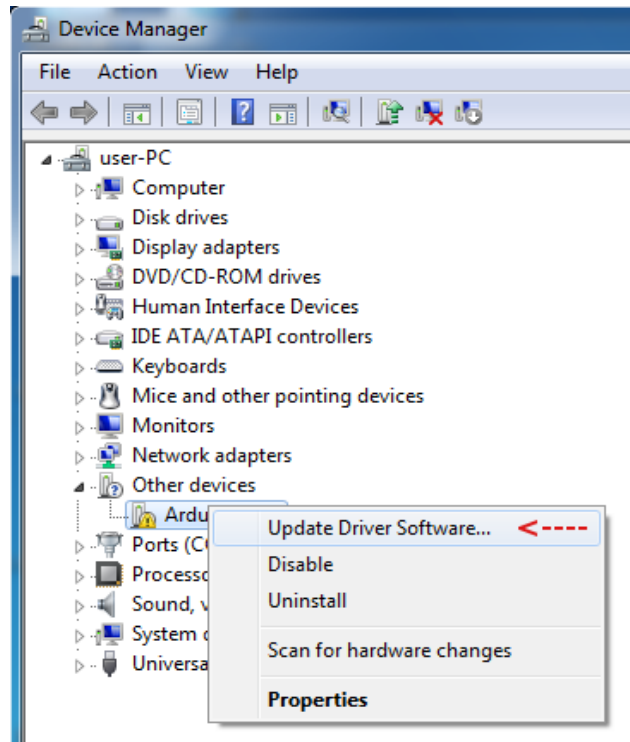 Device Manager
File Action View Help
user-PC
Computer
Disk drives
Display adapters
DVD/CD-ROM drives
Human Interface Devices
IDE ATA/ATAPI controllers
Keyboards
Mice and other pointing devices
Monitors
Network adapters
Other devices
Ardu
Update Driver Software... <----
Ports (C
Disable
Processo
Uninstall
Sound, v
System
Scan for hardware changes
Universa
Properties